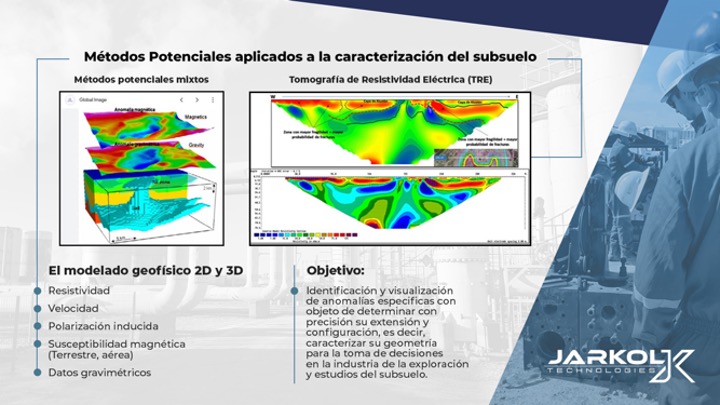 Métodos Potenciales aplicados a la caracterización del subsuelo
Métodos potenciales mixtos
Tomografía de Resistividad Eléctrica (TRE)
Global Image
Anomalía magnética
Magnetics
Gravity
W
E
Zona con mayor fragilidad = mayor
probabilidad de fracturas
Zona con mayor fragilidad = mayor
probabilidad de fracturas
El modelado geofísico 2D y 3D
Resistividad
Velocidad
Polarización inducida
Susceptibilidad magnética
(Terrestre, aérea)
Datos gravimétricos
Objetivo:
Identificación y visualización
de anomalías especificas con
objeto de determinar con
precisión su extensión y
configuración, es decir,
caracterizar su geometría
para la toma de decisiones
en la industria de la exploración
y estudios del subsuelo.
JARKOL
TECHNOLOGIES